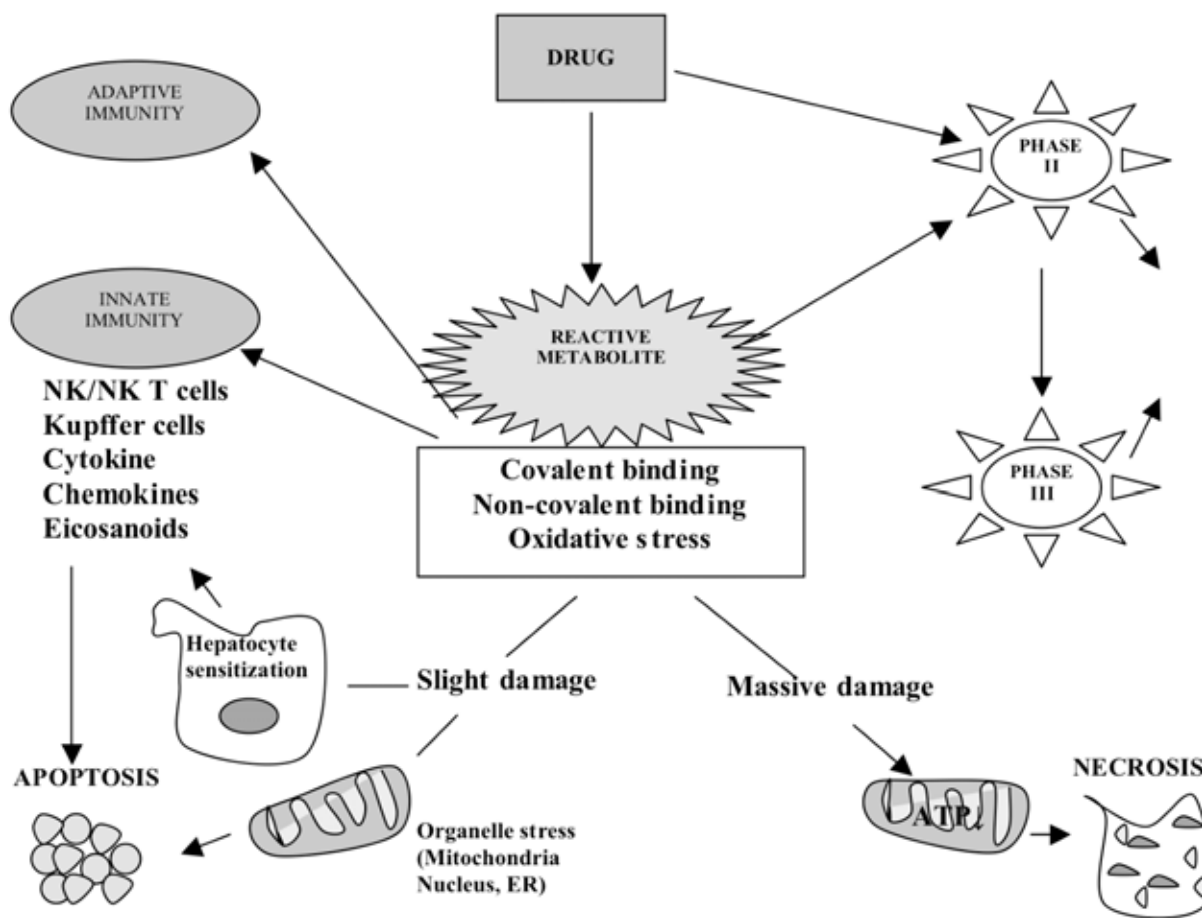 DRUG
ADAPTIVE
IMMUNITY
PHASE
II
INNATE
IMMUNITY
REACTIVE
METABOLITE
NK/NK T cells
Kupffer cells
Cytokine
Chemokines
Eicosanoids
Covalent binding
Non-covalent binding
Oxidative stress
PHASE
III
Hepatocyte
sensitization
Slight damage
Massive damage
APOPTOSIS
NECROSIS
ATP↓
Organelle stress
(Mitochondria
Nucleus, ER)